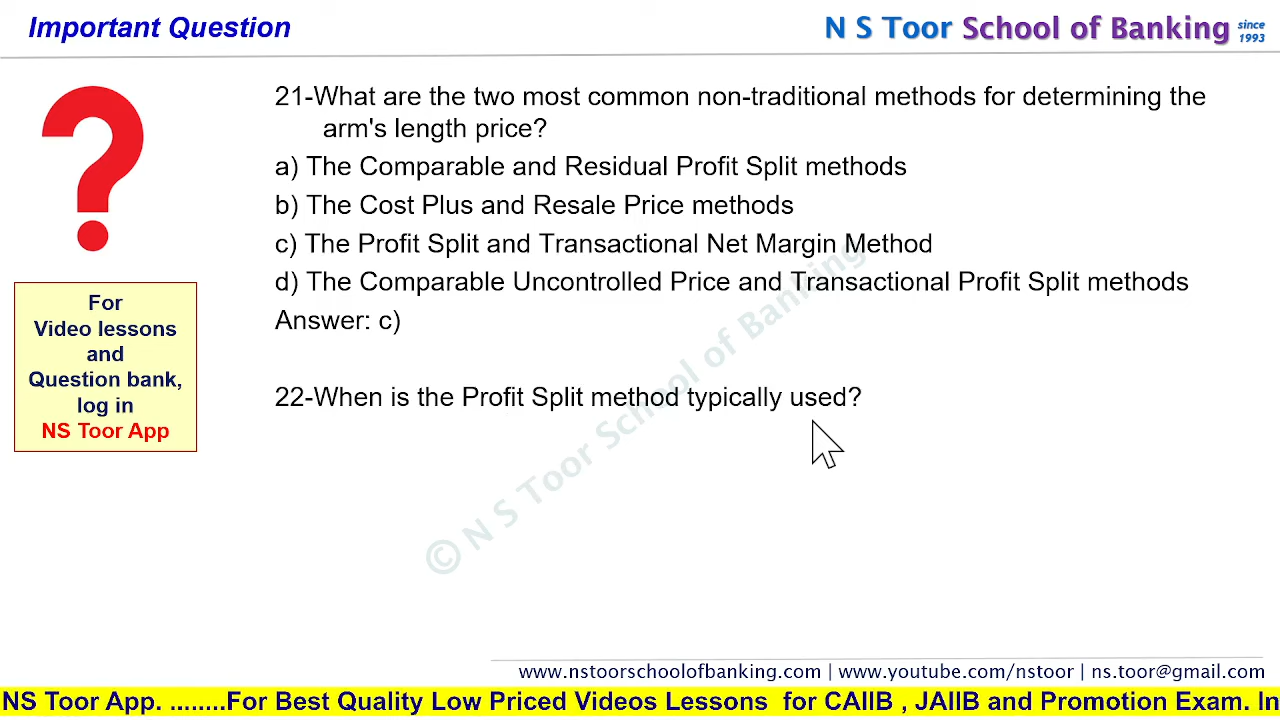 Important Question
N S Toor School of Banking since 1993
21-What are the two most common non-traditional methods for determining the
arm's length price?
a) The Comparable and Residual Profit Split methods
b) The Cost Plus and Resale Price methods
c) The Profit Split and Transactional Net Margin Method
d) The Comparable Uncontrolled Price and Transactional Profit Split methods
Answer: c)
22-When is the Profit Split method typically used?
For
Video lessons
and
Question bank,
log in
NS Toor App
© N S Toor School of Banking
www.nstoorschoolofbanking.com | www.youtube.com/nstoor | ns.toor@gmail.com
NS Toor App. ........For Best Quality Low Priced Videos Lessons for CAIIB , JAIIB and Promotion Exam. In